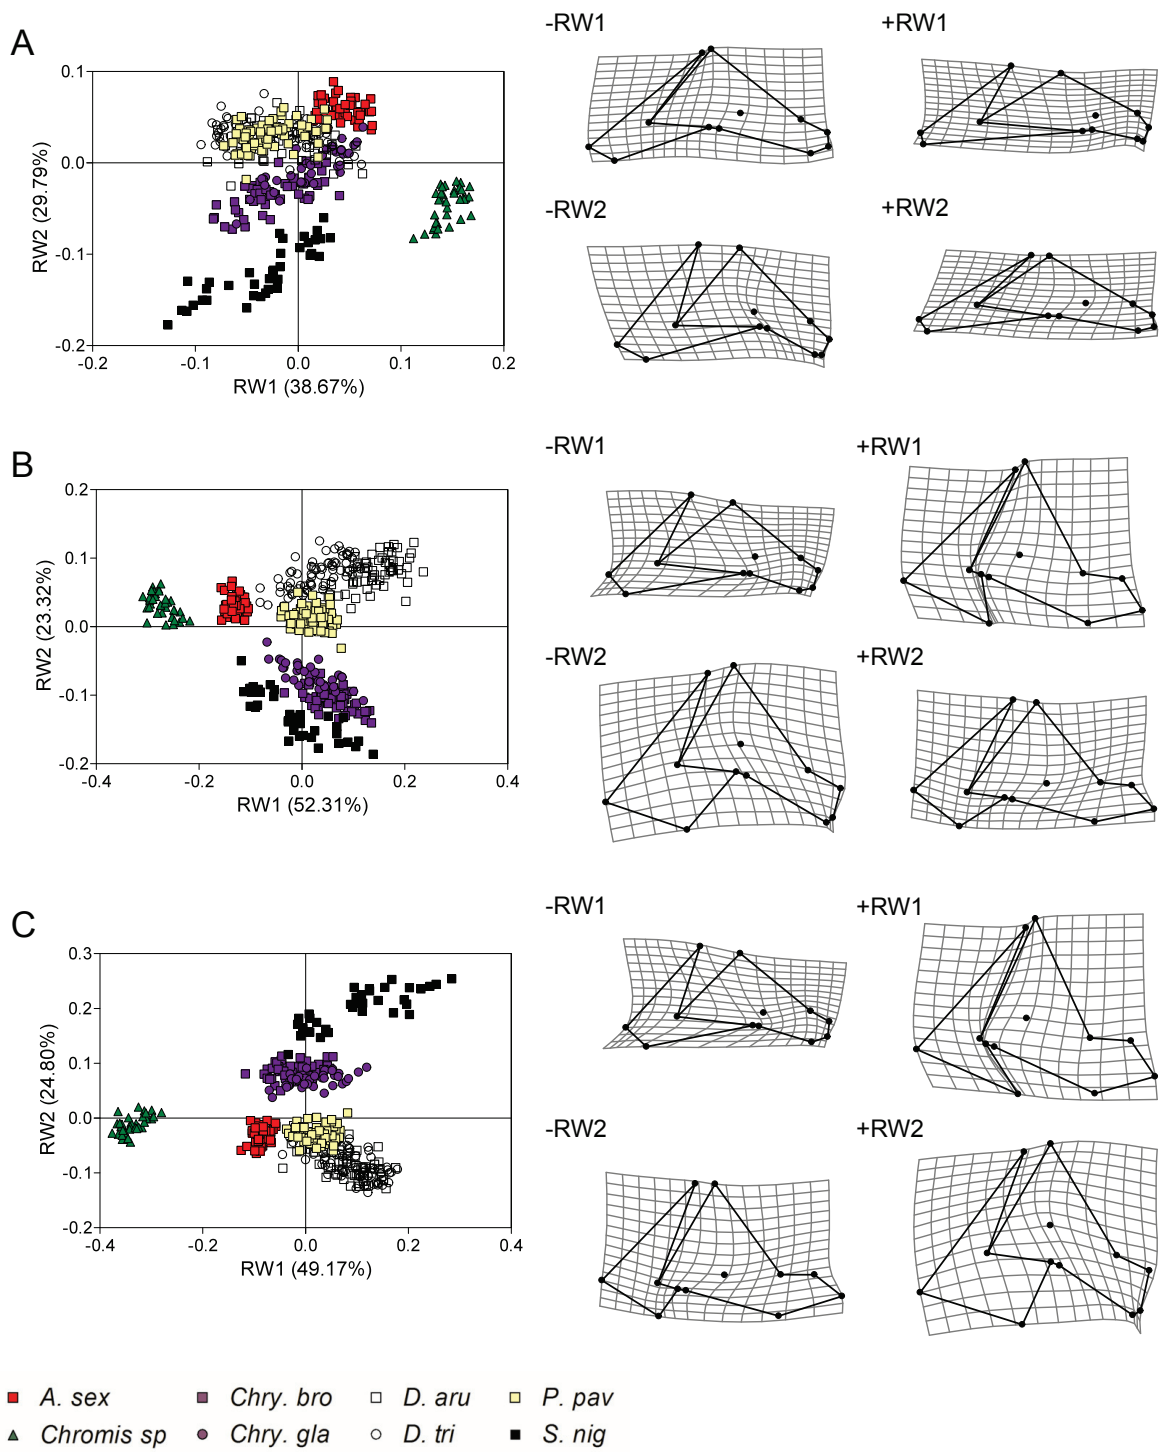 A
-RW1
+RW1
0.1
0.0
-0.1
-0.2
RW2 (29.79%)
-0.2
-0.1
0.0
0.1
0.2
RW1 (38.67%)
-RW2
+RW2
B
-RW1
+RW1
0.2
0.1
0.0
-0.1
-0.2
RW2 (23.32%)
-0.4
-0.2
0.0
0.2
0.4
RW1 (52.31%)
-RW2
+RW2
C
-RW1
+RW1
0.3
0.2
0.1
0.0
-0.1
-0.2
RW2 (24.80%)
-0.4
-0.2
0.0
0.2
0.4
RW1 (49.17%)
-RW2
+RW2
A. sex
Chry. bro
D. aru
P. pav
Chromis sp
Chry. gla
D. tri
S. nig